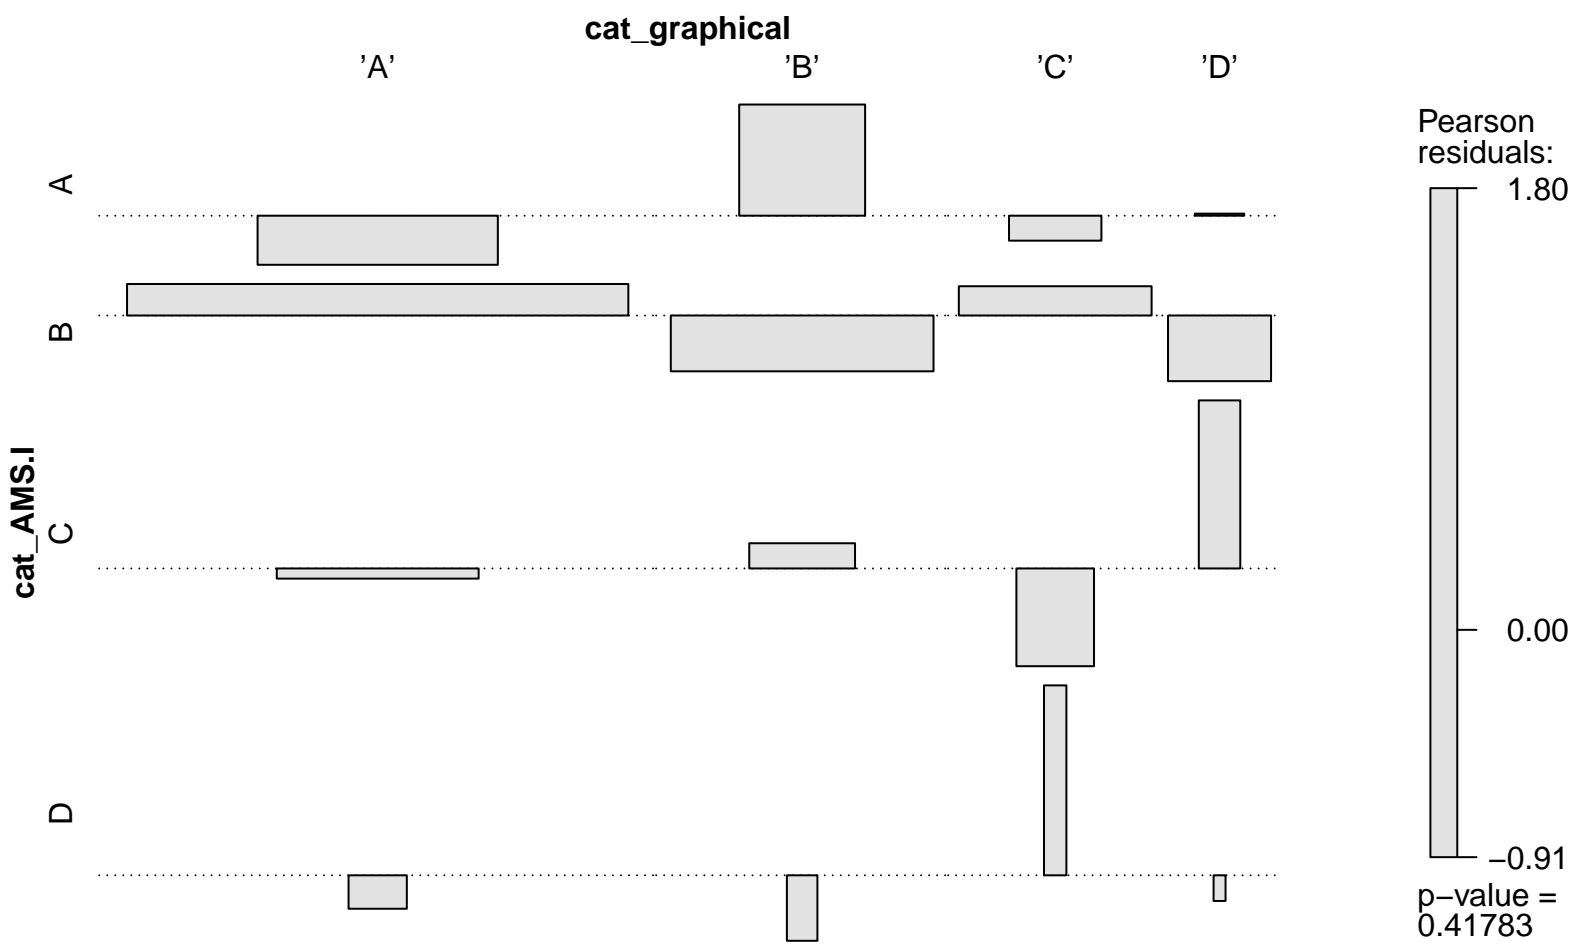 cat_graphical
’A’ ’B’ ’C’ ’D’
cat_AMS.I
A
B
C
D
Pearson
residuals:
1.80
0.00
−0.91
p−value =
0.41783